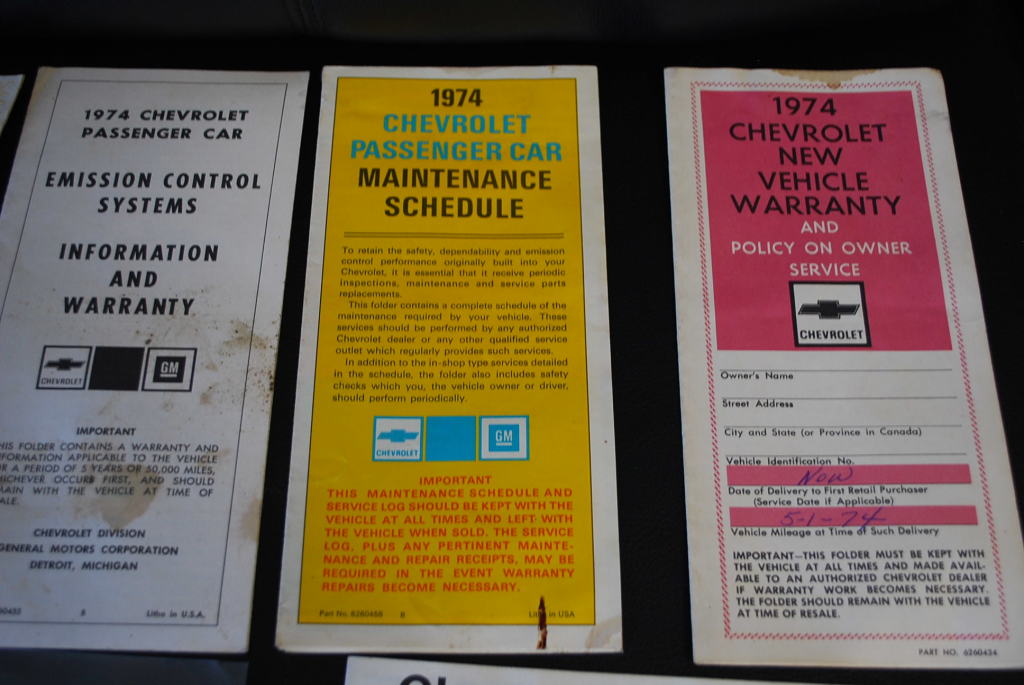 1974 CHEVROLET
PASSENGER CAR
EMISSION CONTROL
SYSTEMS
INFORMATION
AND
WARRANTY
CHEVROLET
GM
IMPORTANT
HIS FOLDER CONTAINS A WARRANTY AND
FORMATION APPLICABLE TO THE VEHICLE
R A PERIOD OF 5 YEARS OR 50,000 MILES,
HICHEVER OCCURS FIRST, AND SHOULD
MAIN WITH THE VEHICLE AT TIME OF
ALE.
CHEVROLET DIVISION
GENERAL MOTORS CORPORATION
DETROIT, MICHIGAN
Litho in U.S.A.
1974
CHEVROLET
PASSENGER CAR
MAINTENANCE
SCHEDULE
To retain the safety, dependability and emission
control performance originally built into your
Chevrolet, it is essential that it receive periodic
inspections, maintenance and service parts
replacements.
This folder contains a complete schedule of the
maintenance required by your vehicle. These
services should be performed by any authorized
Chevrolet dealer or any other qualified service
outlet which regularly provides such services.
In addition to the in-shop type services detailed
in the schedule, the folder also includes safety
checks which you, the vehicle owner or driver,
should perform periodically.
CHEVROLET
GM
IMPORTANT
THIS MAINTENANCE SCHEDULE AND
SERVICE LOG SHOULD BE KEPT WITH THE
VEHICLE AT ALL TIMES AND LEFT WITH
THE VEHICLE WHEN SOLD. THE SERVICE
LOG, PLUS ANY PERTINENT MAINTE-
NANCE AND REPAIR RECEIPTS, MAY BE
REQUIRED IN THE EVENT WARRANTY
REPAIRS BECOME NECESSARY.
Part No. 6260458 B in USA
1974
CHEVROLET
NEW
VEHICLE
WARRANTY
AND
POLICY ON OWNER
SERVICE
CHEVROLET
Owner's Name
Street Address
City and State (or Province in Canada)
Vehicle Identification No.
Now
Date of Delivery to First Retail Purchaser
(Service Date if Applicable)
5-1-74
Vehicle Mileage at Time of Such Delivery
IMPORTANT—THIS FOLDER MUST BE KEPT WITH
THE VEHICLE AT ALL TIMES AND MADE AVAIL-
ABLE TO AN AUTHORIZED CHEVROLET DEALER
IF WARRANTY WORK BECOMES NECESSARY.
THE FOLDER SHOULD REMAIN WITH THE VEHICLE
AT TIME OF RESALE.
PART NO. 6260434